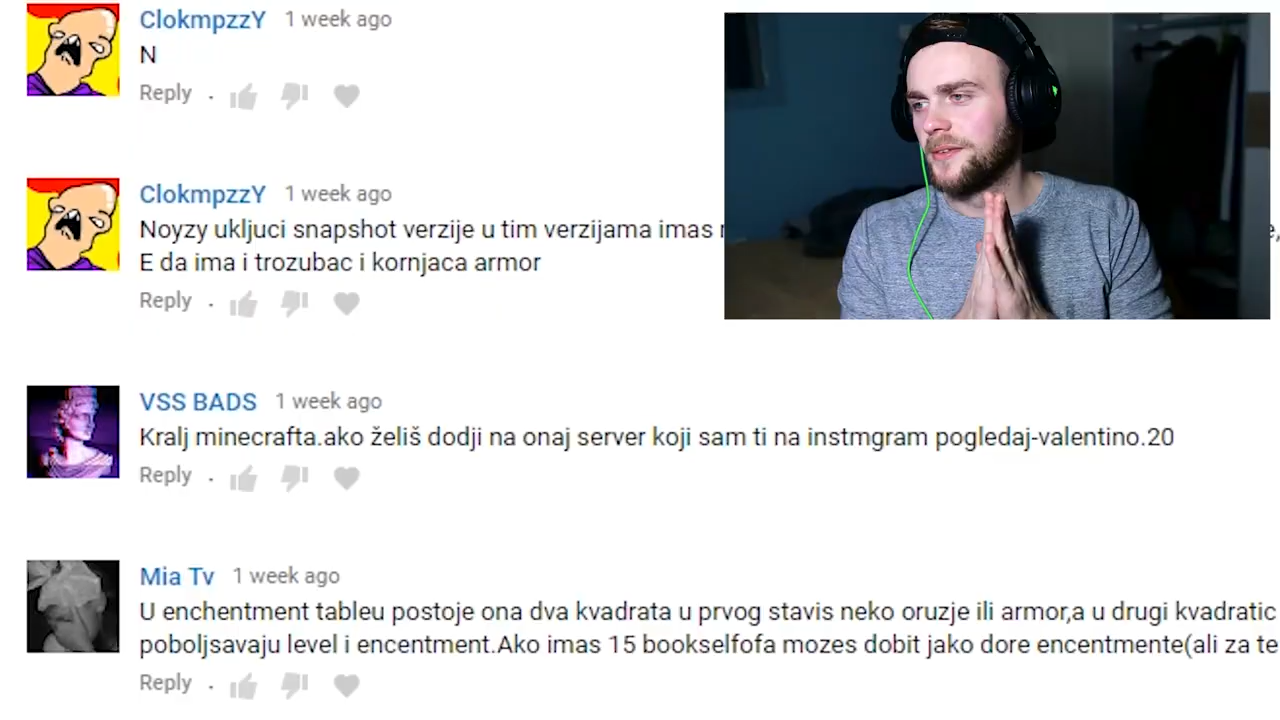 ClokmpzzY 1 week ago
N
Reply .
ClokmpzzY 1 week ago
Noyzy ukljuci snapshot verzije u tim verzijama imas
E da ima i trozubac i kornjaca armor
Reply .
VSS BADS 1 week ago
Kralj minecrafta.ako želiš dodji na onaj server koji sam ti na instmgram pogledaj-valentino.20
Reply .
Mia Tv 1 week ago
U enchentment tableu postoje ona dva kvadrata u prvog stavis neko oruzje ili armor,a u drugi kvadratic
poboljsavaju level i encentment.Ako imas 15 bookselfofa mozes dobit jako dore encentmente(ali za te
Reply .